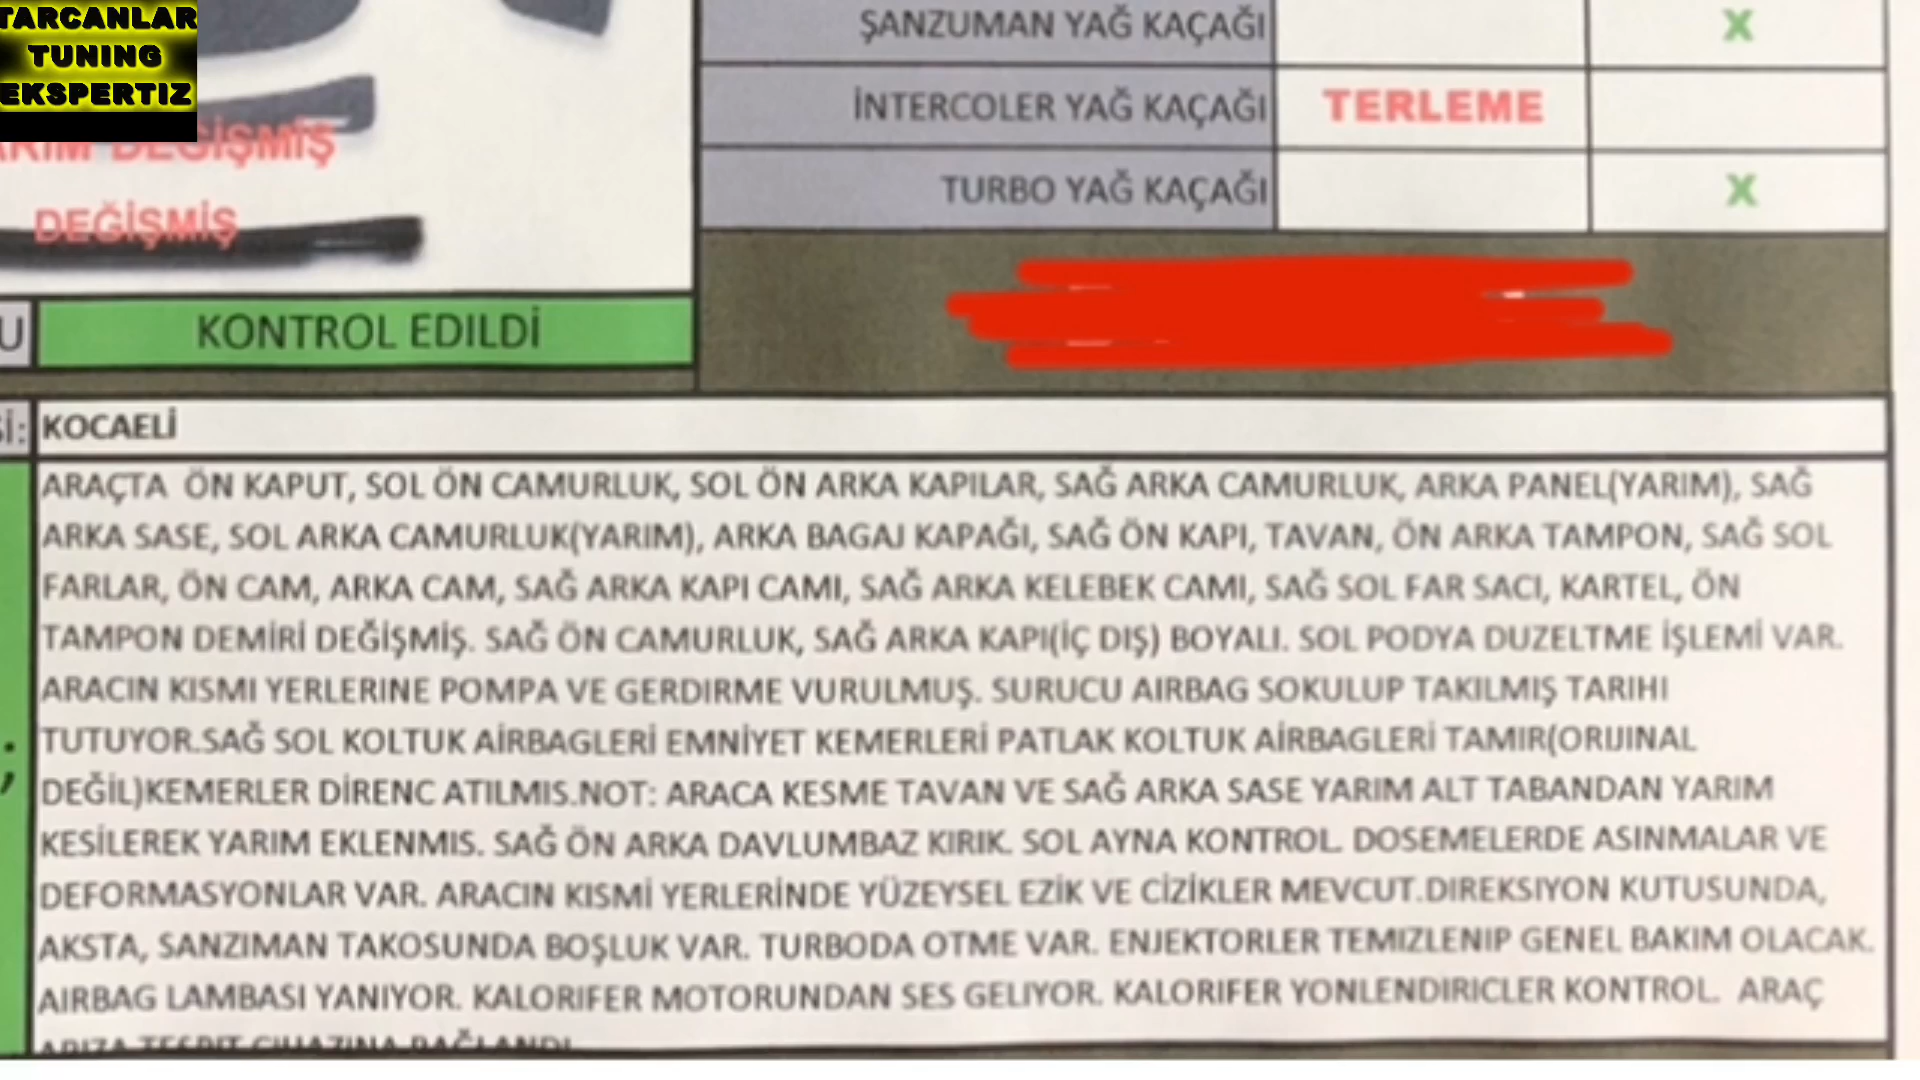 TARCANLAR
TUNING
EKSPERTIZ
DEĞİŞMİŞ
DEĞİŞMİŞ
ŞANZUMAN YAĞ KAÇAĞI X
İNTERCOLER YAĞ KAÇAĞI TERLEME
TURBO YAĞ KAÇAĞI X
KONTROL EDILDİ
KOCAELİ
ARAÇTA ÖN KAPUT, SOL ÖN CAMURLUK, SOL ÖN ARKA KAPILAR, SAĞ ARKA CAMURLUK, ARKA PANEL(YARIM), SAĞ
ARKA SASE, SOL ARKA CAMURLUK(YARIM), ARKA BAGAJ KAPAĞI, SAĞ ÖN KAPI, TAVAN, ÖN ARKA TAMPON, SAĞ SOL
FARLAR, ÖN CAM, ARKA CAM, SAĞ ARKA KAPI CAMI, SAĞ ARKA KELEBEK CAMI, SAĞ SOL FAR SACI, KARTEL, ÖN
TAMPON DEMİRİ DEĞİŞMİŞ. SAĞ ÖN CAMURLUK, SAĞ ARKA KAPI(İÇ DIŞ) BOYALI. SOL PODYA DUZELTME İŞLEMİ VAR.
ARACIN KISMI YERLERINE POMPA VE GERDIRME VURULMUŞ. SURUCU AIRBAG SOKULUP TAKILMIŞ TARIHI
TUTUYOR.SAĞ SOL KOLTUK AİRBAGLERİ EMNİYET KEMERLERİ PATLAK KOLTUK AİRBAGLERİ TAMIR(ORIJINAL
DEĞİL)KEMERLER DİRENC ATILMIS.NOT: ARACA KESME TAVAN VE SAĞ ARKA SASE YARIM ALT TABANDAN YARIM
KESİLEREK YARIM EKLENMIS. SAĞ ÖN ARKA DAVLUMBAZ KIRIK. SOL AYNA KONTROL. DOSEMELERDE ASINMALAR VE
DEFORMASYONLAR VAR. ARACIN KISMİ YERLERİNDE YÜZEYSEL EZİK VE CİZİKLER MEVCUT.DIREKSIYON KUTUSUNDA,
AKSTA, SANZIMAN TAKOSUNDA BOŞLUK VAR. TURBODA OTME VAR. ENJEKTORLER TEMIZLENIP GENEL BAKIM OLACAK.
AIRBAG LAMBASI YANIYOR. KALORIFER MOTORUNDAN SES GELIYOR. KALORIFER YONLENDIRICLER KONTROL. ARAÇ
ARIZA TESPIT CIHAZINA BAĞLANDI